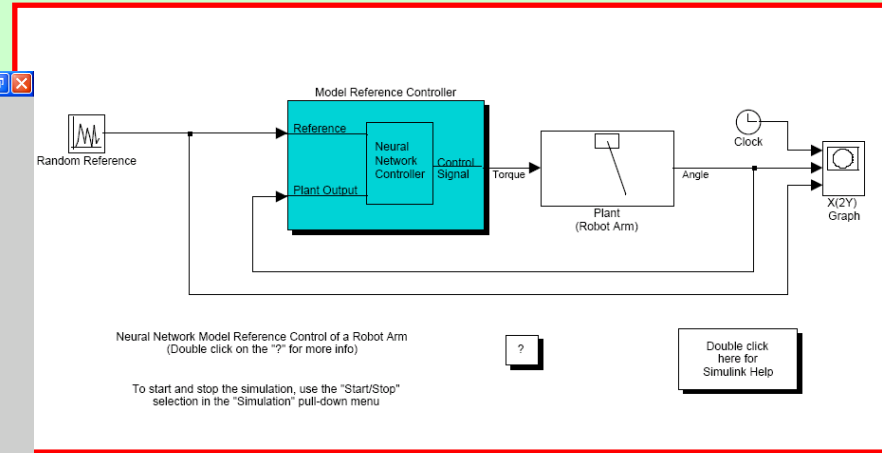 Model Reference Controller
Random Reference
Reference
Plant Output
Neural
Network
Controller
Control
Signal
Torque
Plant
(Robot Arm)
Angle
Clock
X(2Y)
Graph
Neural Network Model Reference Control of a Robot Arm
(Double click on the "?" for more info)
To start and stop the simulation, use the "Start/Stop"
selection in the "Simulation" pull-down menu
?
Double click
here for
Simulink Help